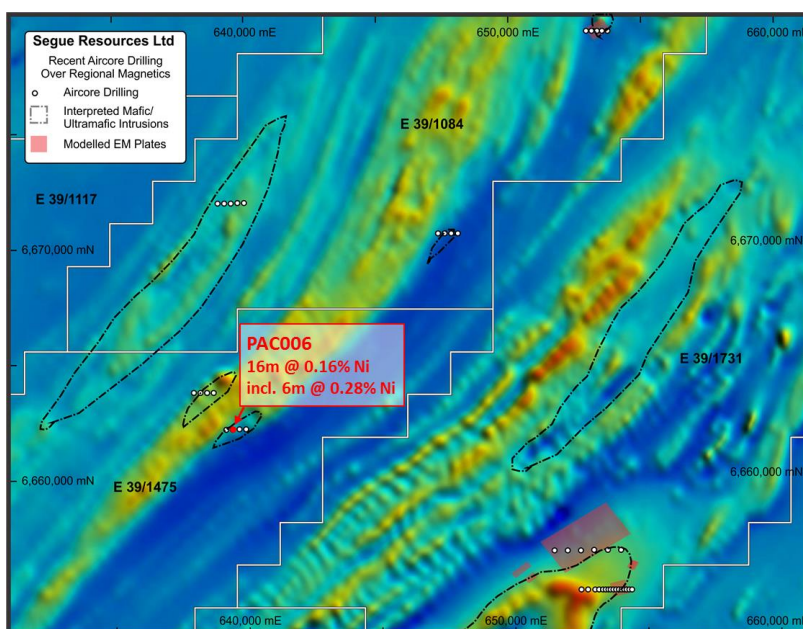 640,000 mE
650,000 mE
660,000 mE
Segue Resources Ltd
Recent Aircore Drilling
Over Regional Magnetics
Aircore Drilling
Interpreted Mafic/
Ultramafic Intrusions
Modelled EM Plates
E 39/1084
E 39/1117
6,670,000 mN
6,670,000 mN
PAC006
16m @ 0.16% Ni
incl. 6m @ 0.28% Ni
E 39/1731
6,660,000 mN
6,660,000 mN
E 39/1475
640,000 mE
650,000 mE
660,000 mE